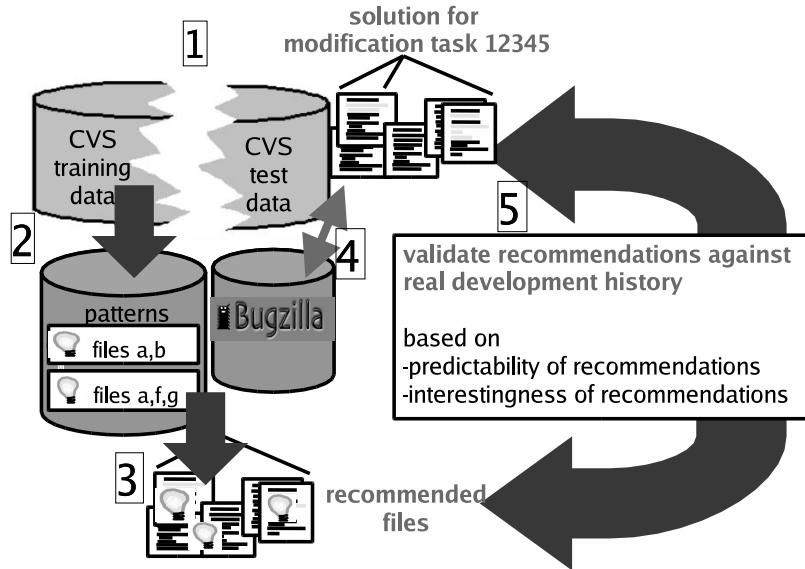 solution for
modification task 12345
1
CVS
training
data
CVS
test
data
2
5
4
validate recommendations against
real development history
based on
-predictability of recommendations
-interestingness of recommendations
patterns
Bugzilla
files a,b
files a,f,g
3
recommended
files